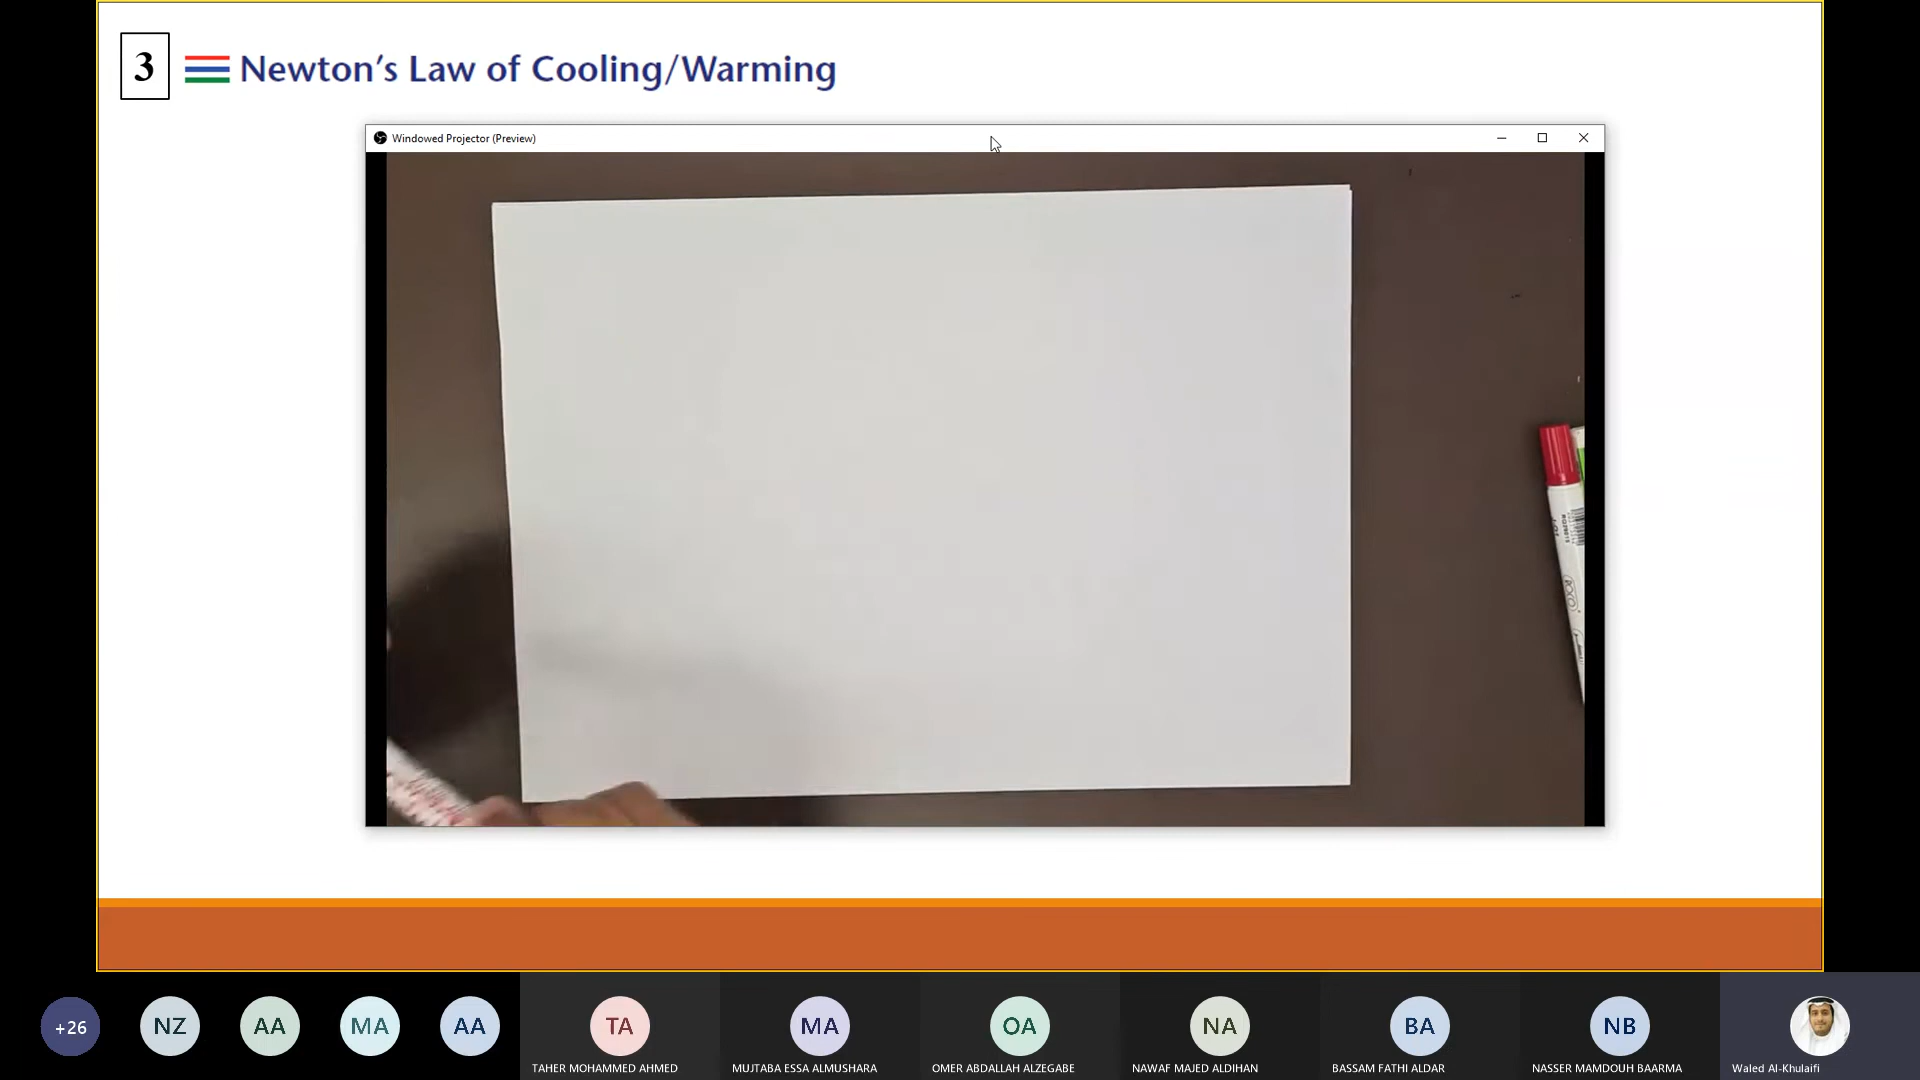 3 Newton's Law of Cooling/Warming
Windowed Projector (Preview)
+26 NZ AA MA AA TA MA OA NA BA NB
TAHER MOHAMMED AHMED MUJTABA ESSA ALMUSHARA OMER ABDALLAH ALZEGABE NAWAF MAJED ALDIHAN BASSAM FATHI ALDAR NASSER MAMDOUH BAARMA Waled Al-Khulaifi